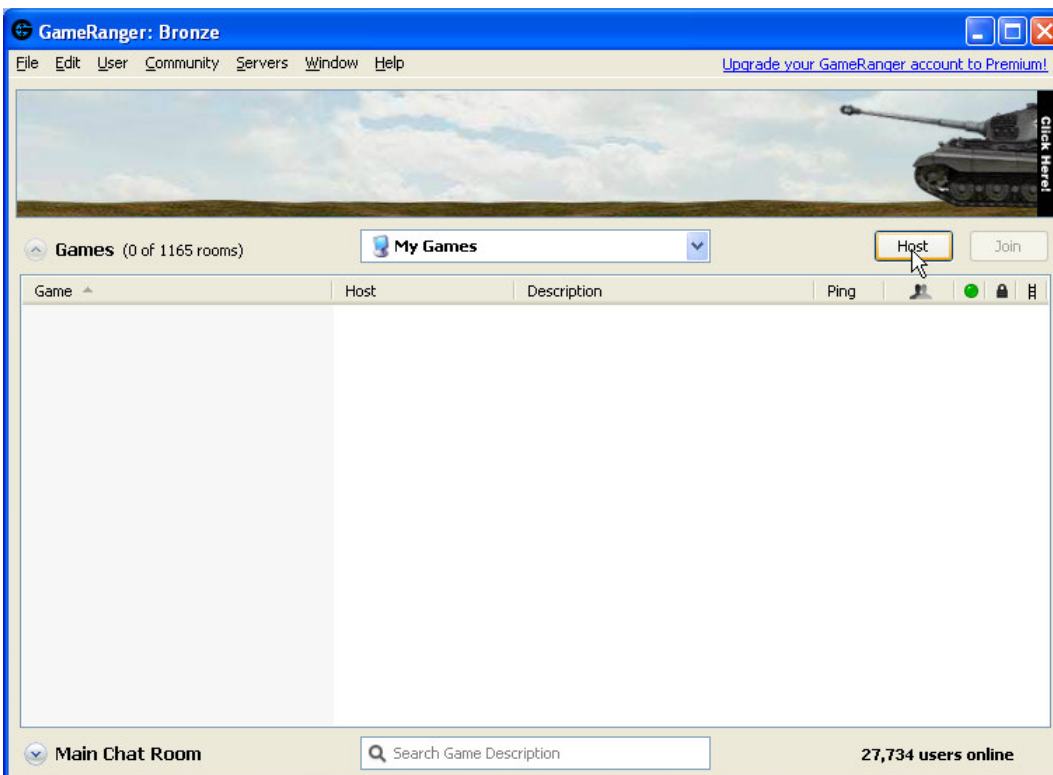 GameRanger: Bronze
File Edit User Community Servers Window Help Upgrade your GameRanger account to Premium!
Click Here!
Games (0 of 1165 rooms) My Games Host Join
Game Host Description Ping
Main Chat Room Search Game Description 27,734 users online